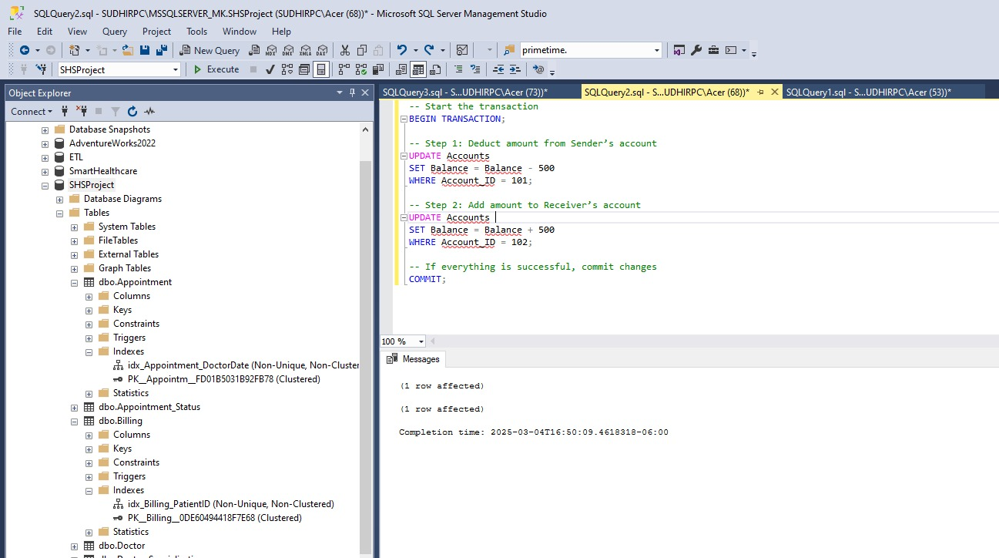 SQLQuery2.sql - SUDHIRPC\MSSQLSERVER_MK.SHSProject (SUDHIRPC\Acer (68))* - Microsoft SQL Server Management Studio
File Edit View Query Project Tools Window Help
New Query MDX DMX XMLA DAX primetime.
SHSProject Execute
Object Explorer
Connect
Database Snapshots
AdventureWorks2022
ETL
SmartHealthcare
SHSProject
Database Diagrams
Tables
System Tables
FileTables
External Tables
Graph Tables
dbo.Appointment
Columns
Keys
Constraints
Triggers
Indexes
idx_Appointment_DoctorDate (Non-Unique, Non-Cluster
PK__Appointm__FD01B5031B92FB78 (Clustered)
Statistics
dbo.Appointment_Status
dbo.Billing
Columns
Keys
Constraints
Triggers
Indexes
idx_Billing_PatientID (Non-Unique, Non-Clustered)
PK__Billing__0DE60494418F7E68 (Clustered)
Statistics
dbo.Doctor
SQLQuery3.sql - S...UDHIRPC\Acer (73))* SQLQuery2.sql - S...UDHIRPC\Acer (68))* SQLQuery1.sql - S...UDHIRPC\Acer (53))*
-- Start the transaction
BEGIN TRANSACTION;
-- Step 1: Deduct amount from Sender’s account
UPDATE Accounts
SET Balance = Balance - 500
WHERE Account_ID = 101;
-- Step 2: Add amount to Receiver’s account
UPDATE Accounts
SET Balance = Balance + 500
WHERE Account_ID = 102;
-- If everything is successful, commit changes
COMMIT;
100 %
Messages
(1 row affected)
(1 row affected)
Completion time: 2025-03-04T16:50:09.4618318-06:00